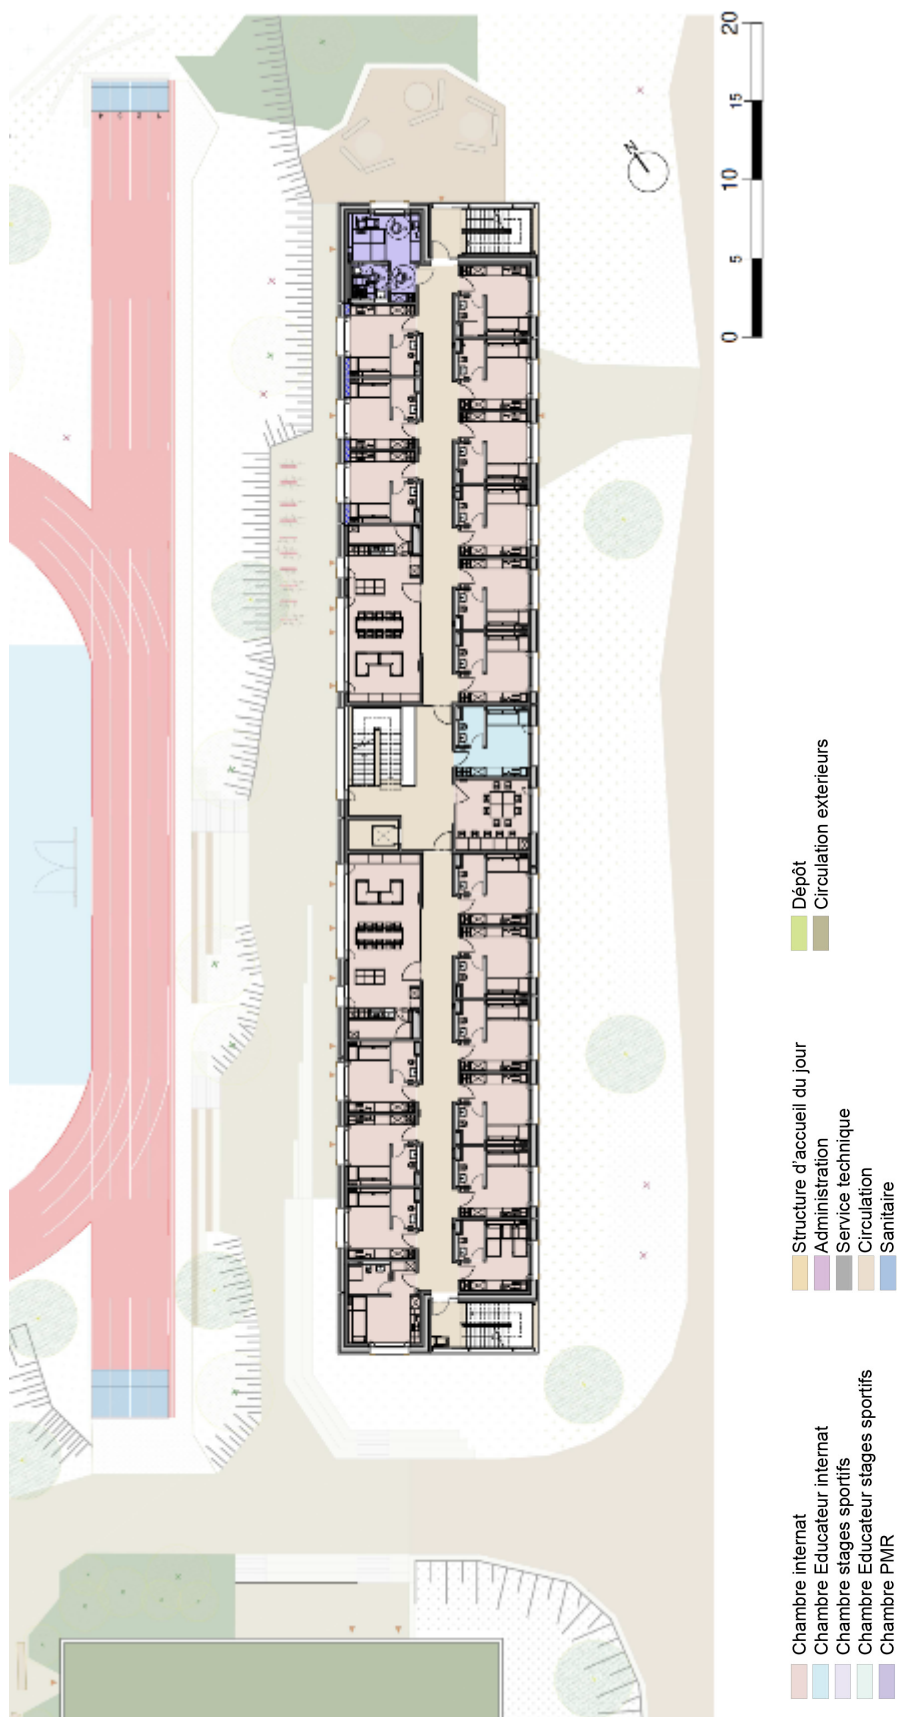 0 5 10 15 20
N
Chambre internat
Chambre Educateur internat
Chambre stages sportifs
Chambre Educateur stages sportifs
Chambre PMR
Structure d'accueil du jour
Administration
Service technique
Circulation
Sanitaire
Dépôt
Circulation exterieurs